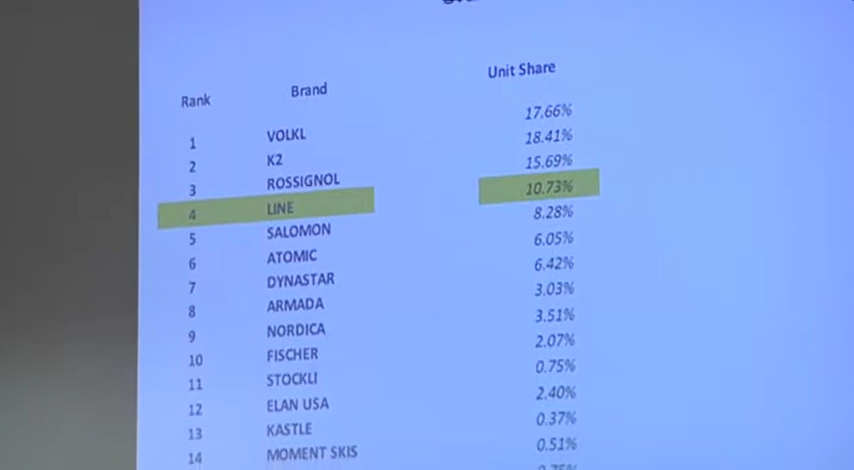 Rank Brand Unit Share
1 VOLKL 17.66%
2 K2 18.41%
3 ROSSIGNOL 15.69%
4 LINE 10.73%
5 SALOMON 8.28%
6 ATOMIC 6.05%
7 DYNASTAR 6.42%
8 ARMADA 3.03%
9 NORDICA 3.51%
10 FISCHER 2.07%
11 STOCKLI 0.75%
12 ELAN USA 2.40%
13 KASTLE 0.37%
14 MOMENT SKIS 0.51%